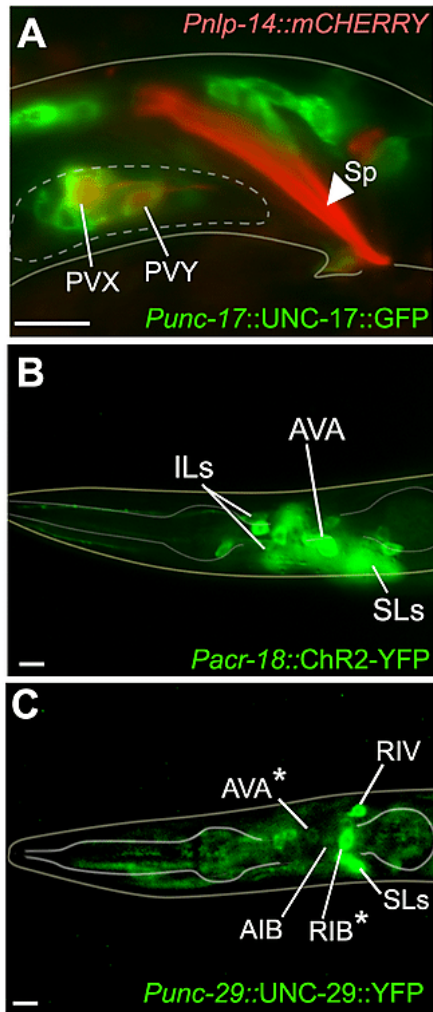 A
Pnlp-14::mCHERRY
Sp
PVX
PVY
Punc-17::UNC-17::GFP
B
AVA
ILs
SLs
Pacr-18::ChR2-YFP
C
RIV
AVA*
AIB
RIB*
SLs
Punc-29::UNC-29::YFP